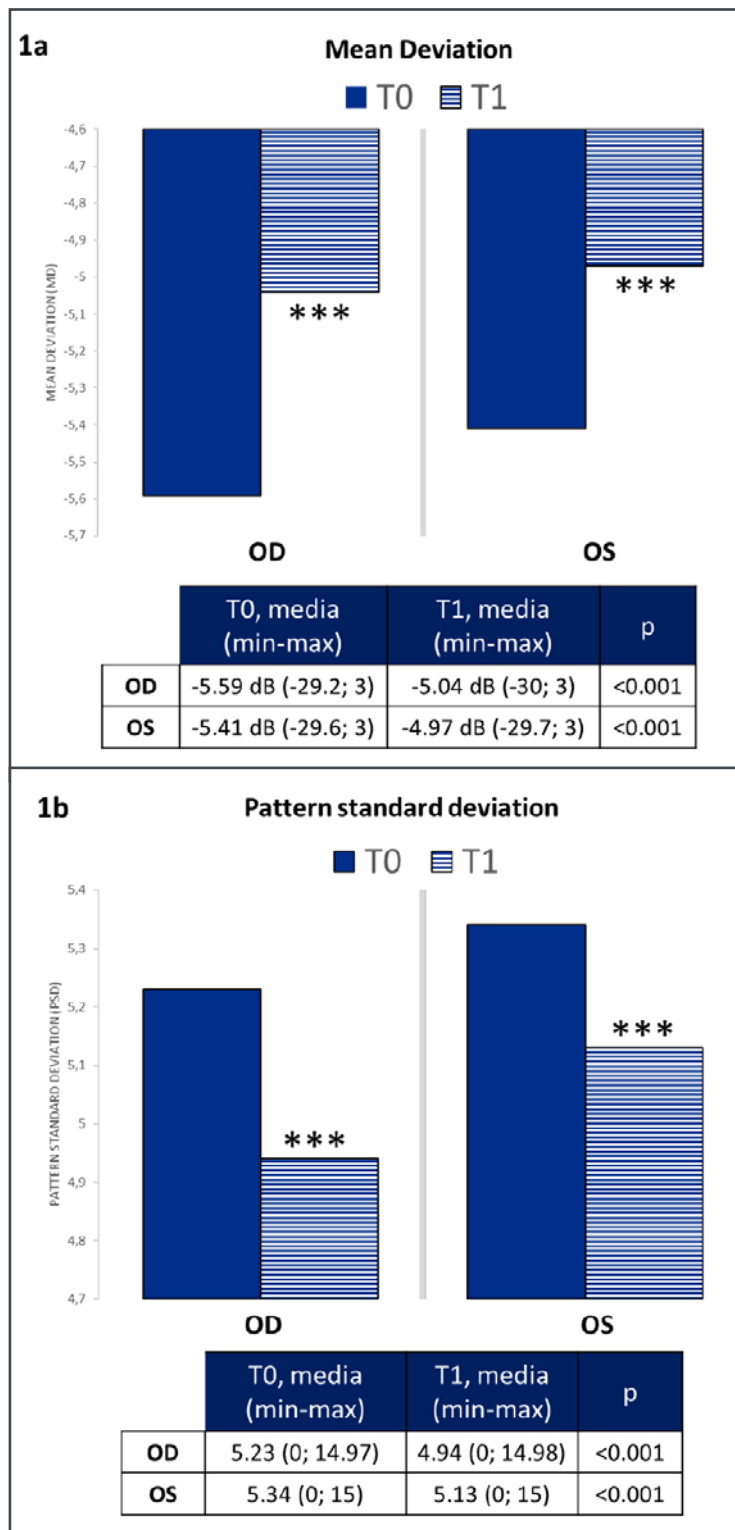 1a
Mean Deviation
T0 T1
MEAN DEVIATION (MD)
-4,6
-4,7
-4,8
-4,9
-5
-5,1
-5,2
-5,3
-5,4
-5,5
-5,6
-5,7
***
***
OD OS
T0, media (min-max) T1, media (min-max) p
OD -5.59 dB (-29.2; 3) -5.04 dB (-30; 3) <0.001
OS -5.41 dB (-29.6; 3) -4.97 dB (-29.7; 3) <0.001
1b
Pattern standard deviation
T0 T1
PATTERN STANDARD DEVIATION (PSD)
5,4
5,3
5,2
5,1
5
4,9
4,8
4,7
***
***
OD OS
T0, media (min-max) T1, media (min-max) p
OD 5.23 (0; 14.97) 4.94 (0; 14.98) <0.001
OS 5.34 (0; 15) 5.13 (0; 15) <0.001